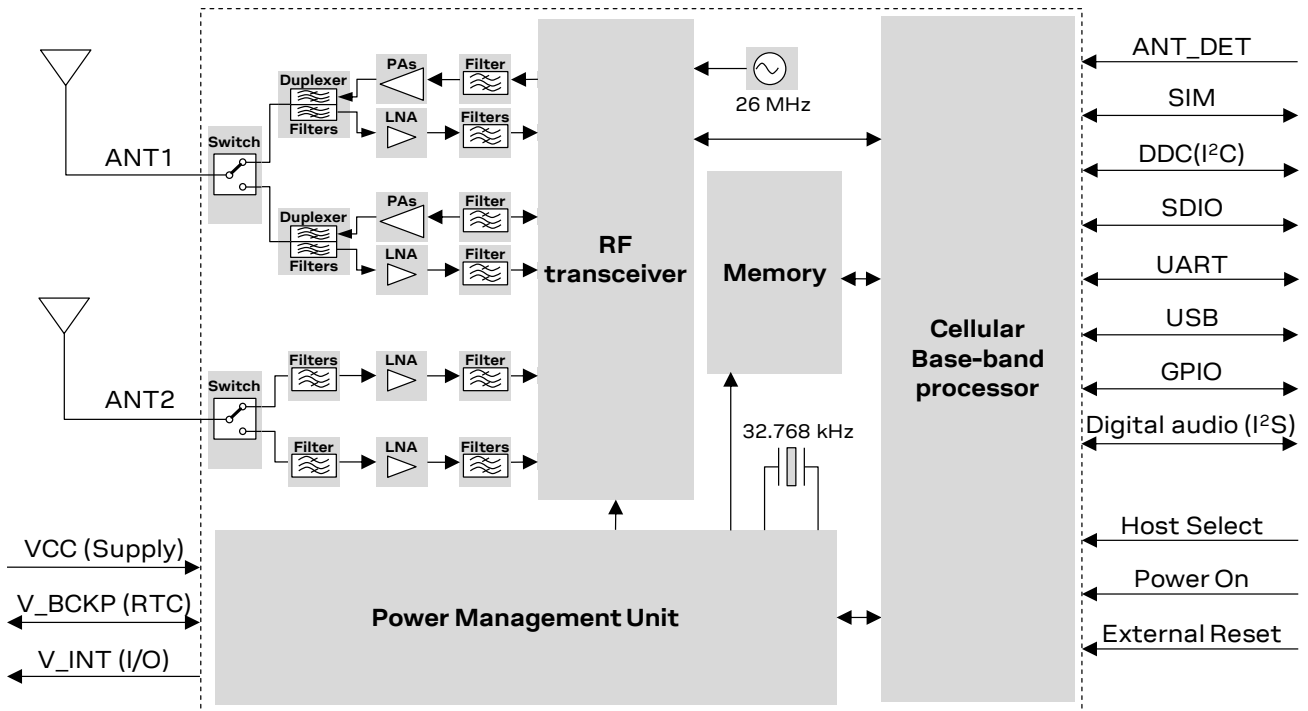 ANT1
Switch
Duplexer
Filters
PAs
Filter
LNA
Filters
Duplexer
Filters
PAs
Filter
LNA
Filter
ANT2
Switch
Filters
LNA
Filter
Filter
LNA
Filters
RF
transceiver
26 MHz
Memory
32.768 kHz
Cellular
Base-band
processor
Power Management Unit
VCC (Supply)
V_BCKP (RTC)
V_INT (I/O)
ANT_DET
SIM
DDC(I²C)
SDIO
UART
USB
GPIO
Digital audio (I²S)
Host Select
Power On
External Reset